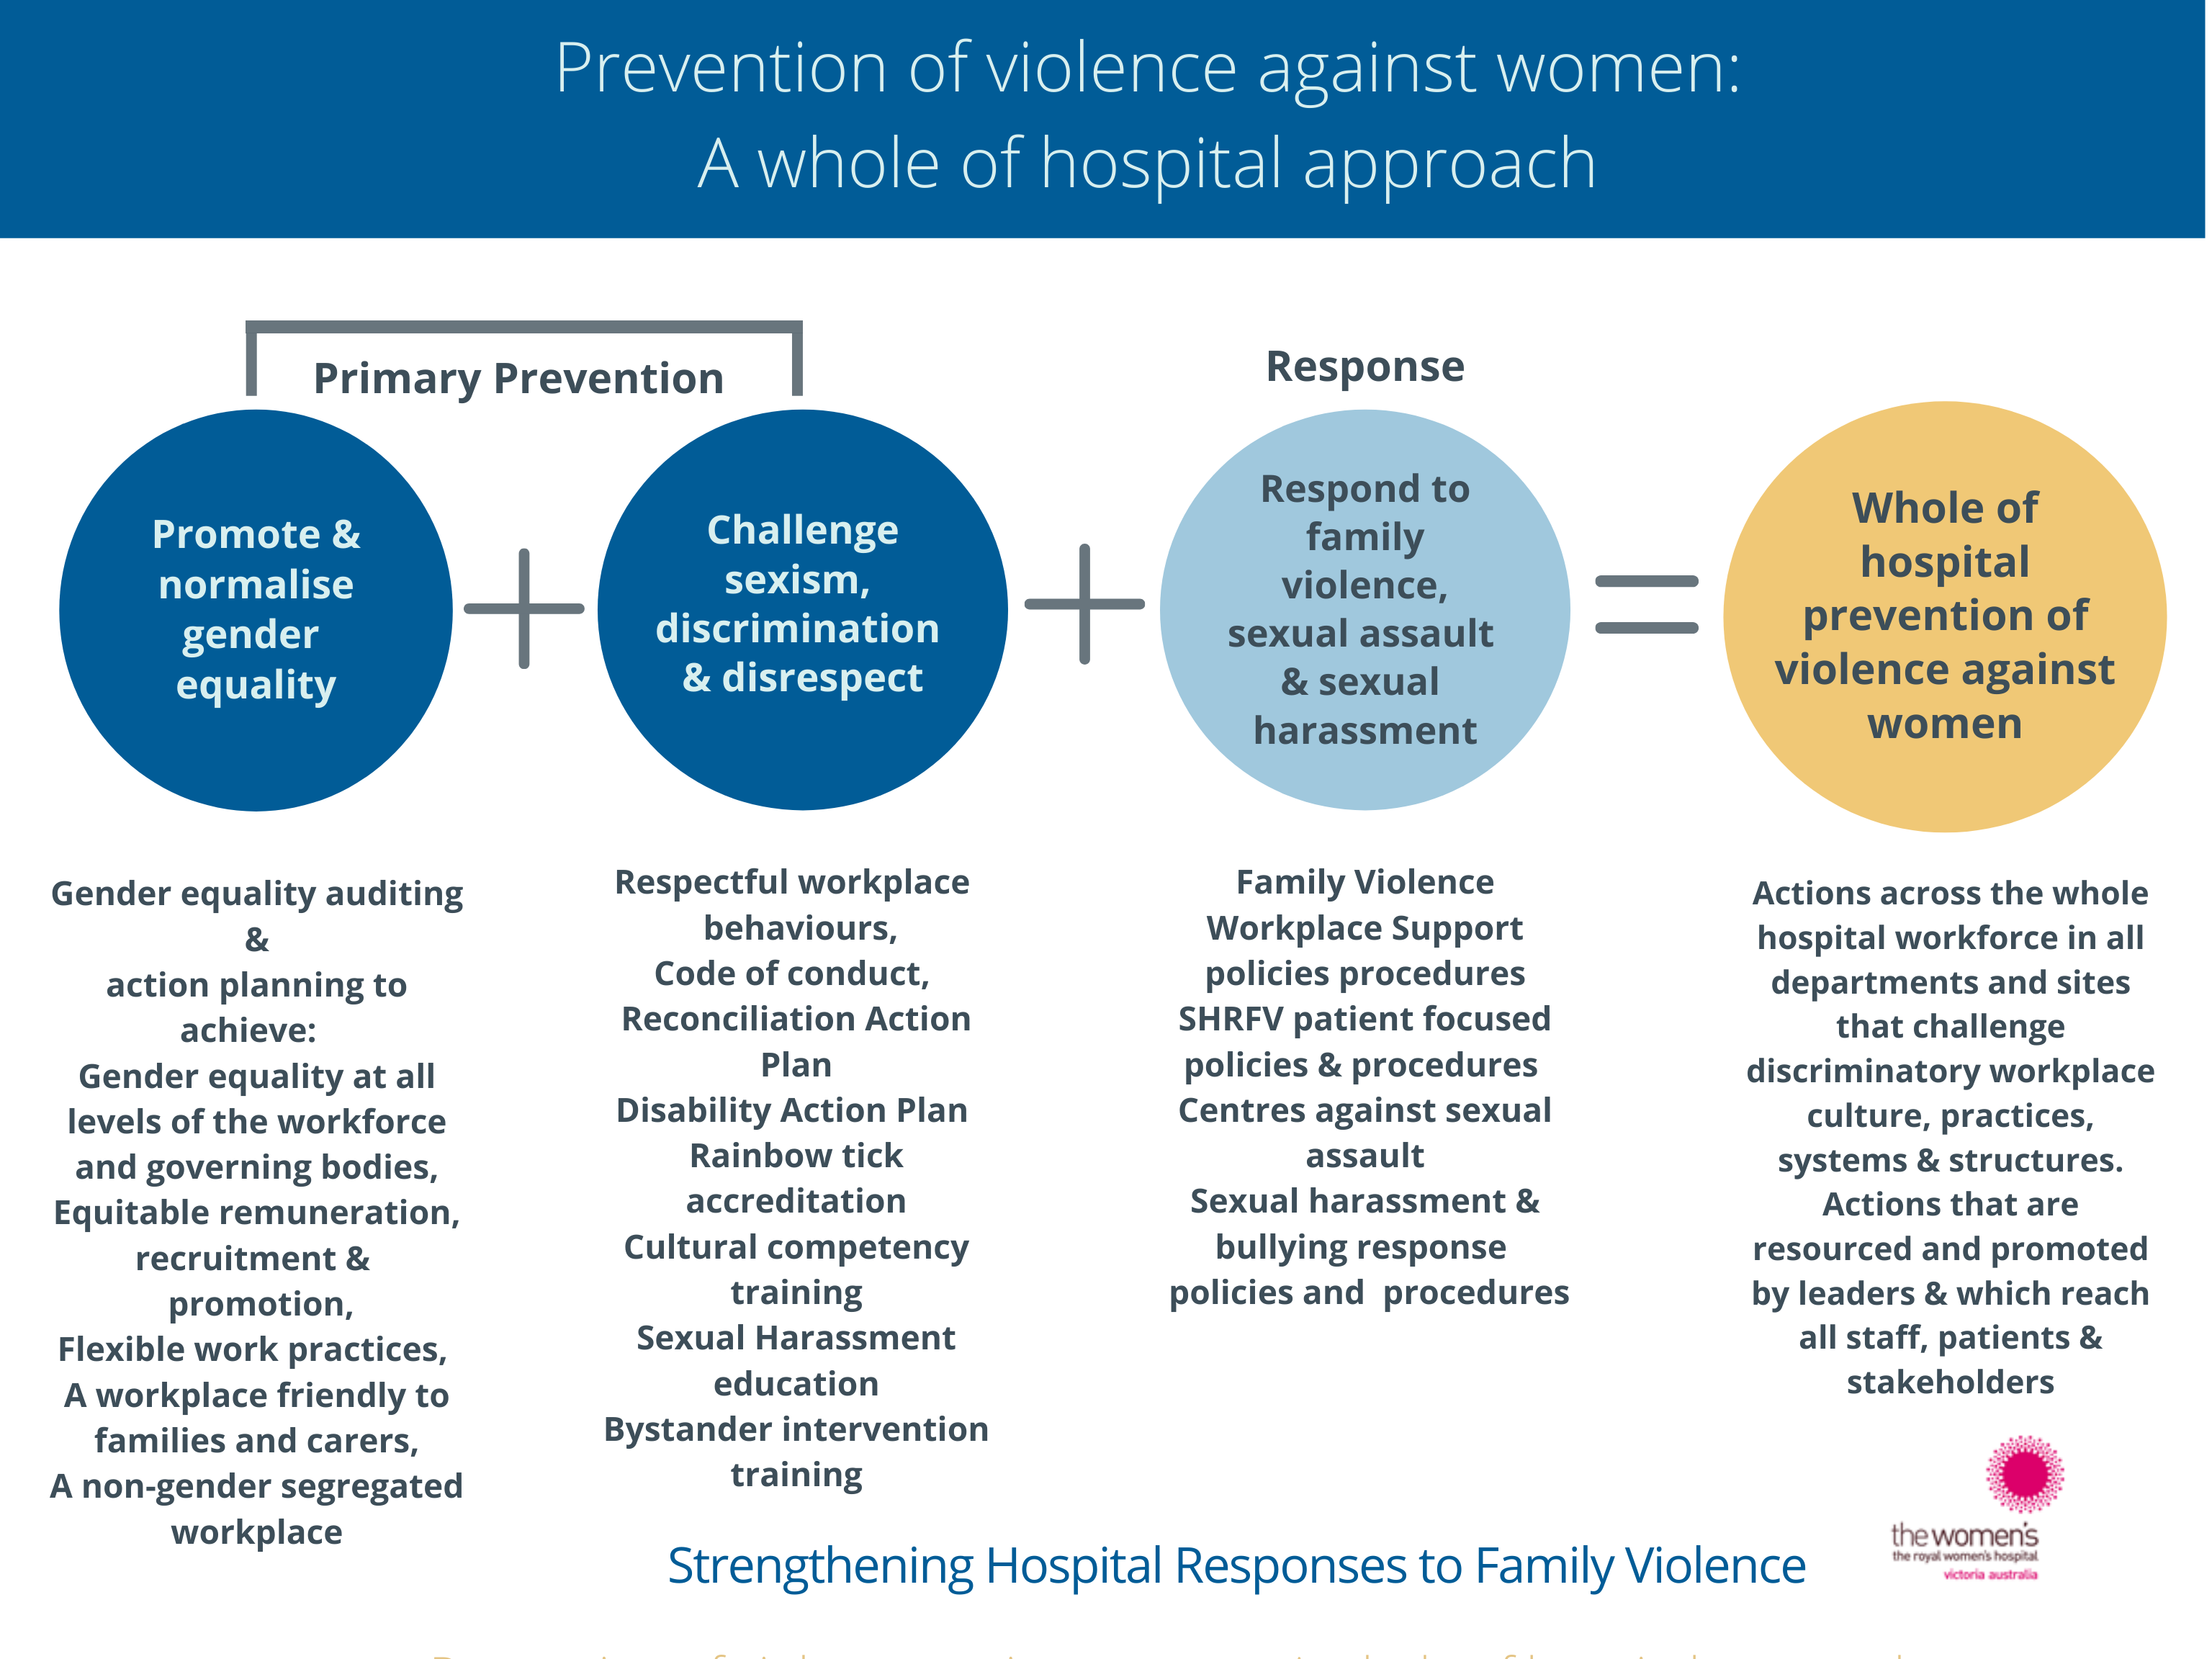 Prevention of violence against women:
A whole of hospital approach
Primary Prevention
Response
Promote &
normalise
gender
equality
Challenge
sexism,
discrimination
& disrespect
Respond to
family
violence,
sexual assault
& sexual
harassment
Whole of
hospital
prevention of
violence against
women
Gender equality auditing
&
action planning to
achieve:
Gender equality at all
levels of the workforce
and governing bodies,
Equitable remuneration,
recruitment &
promotion,
Flexible work practices,
A workplace friendly to
families and carers,
A non-gender segregated
workplace
Respectful workplace
behaviours,
Code of conduct,
Reconciliation Action
Plan
Disability Action Plan
Rainbow tick
accreditation
Cultural competency
training
Sexual Harassment
education
Bystander intervention
training
Family Violence
Workplace Support
policies procedures
SHRFV patient focused
policies & procedures
Centres against sexual
assault
Sexual harassment &
bullying response
policies and  procedures
Actions across the whole
hospital workforce in all
departments and sites
that challenge
discriminatory workplace
culture, practices,
systems & structures.
Actions that are
resourced and promoted
by leaders & which reach
all staff, patients &
stakeholders
the women's
the royal women's hospital
victoria australia
Strengthening Hospital Responses to Family Violence